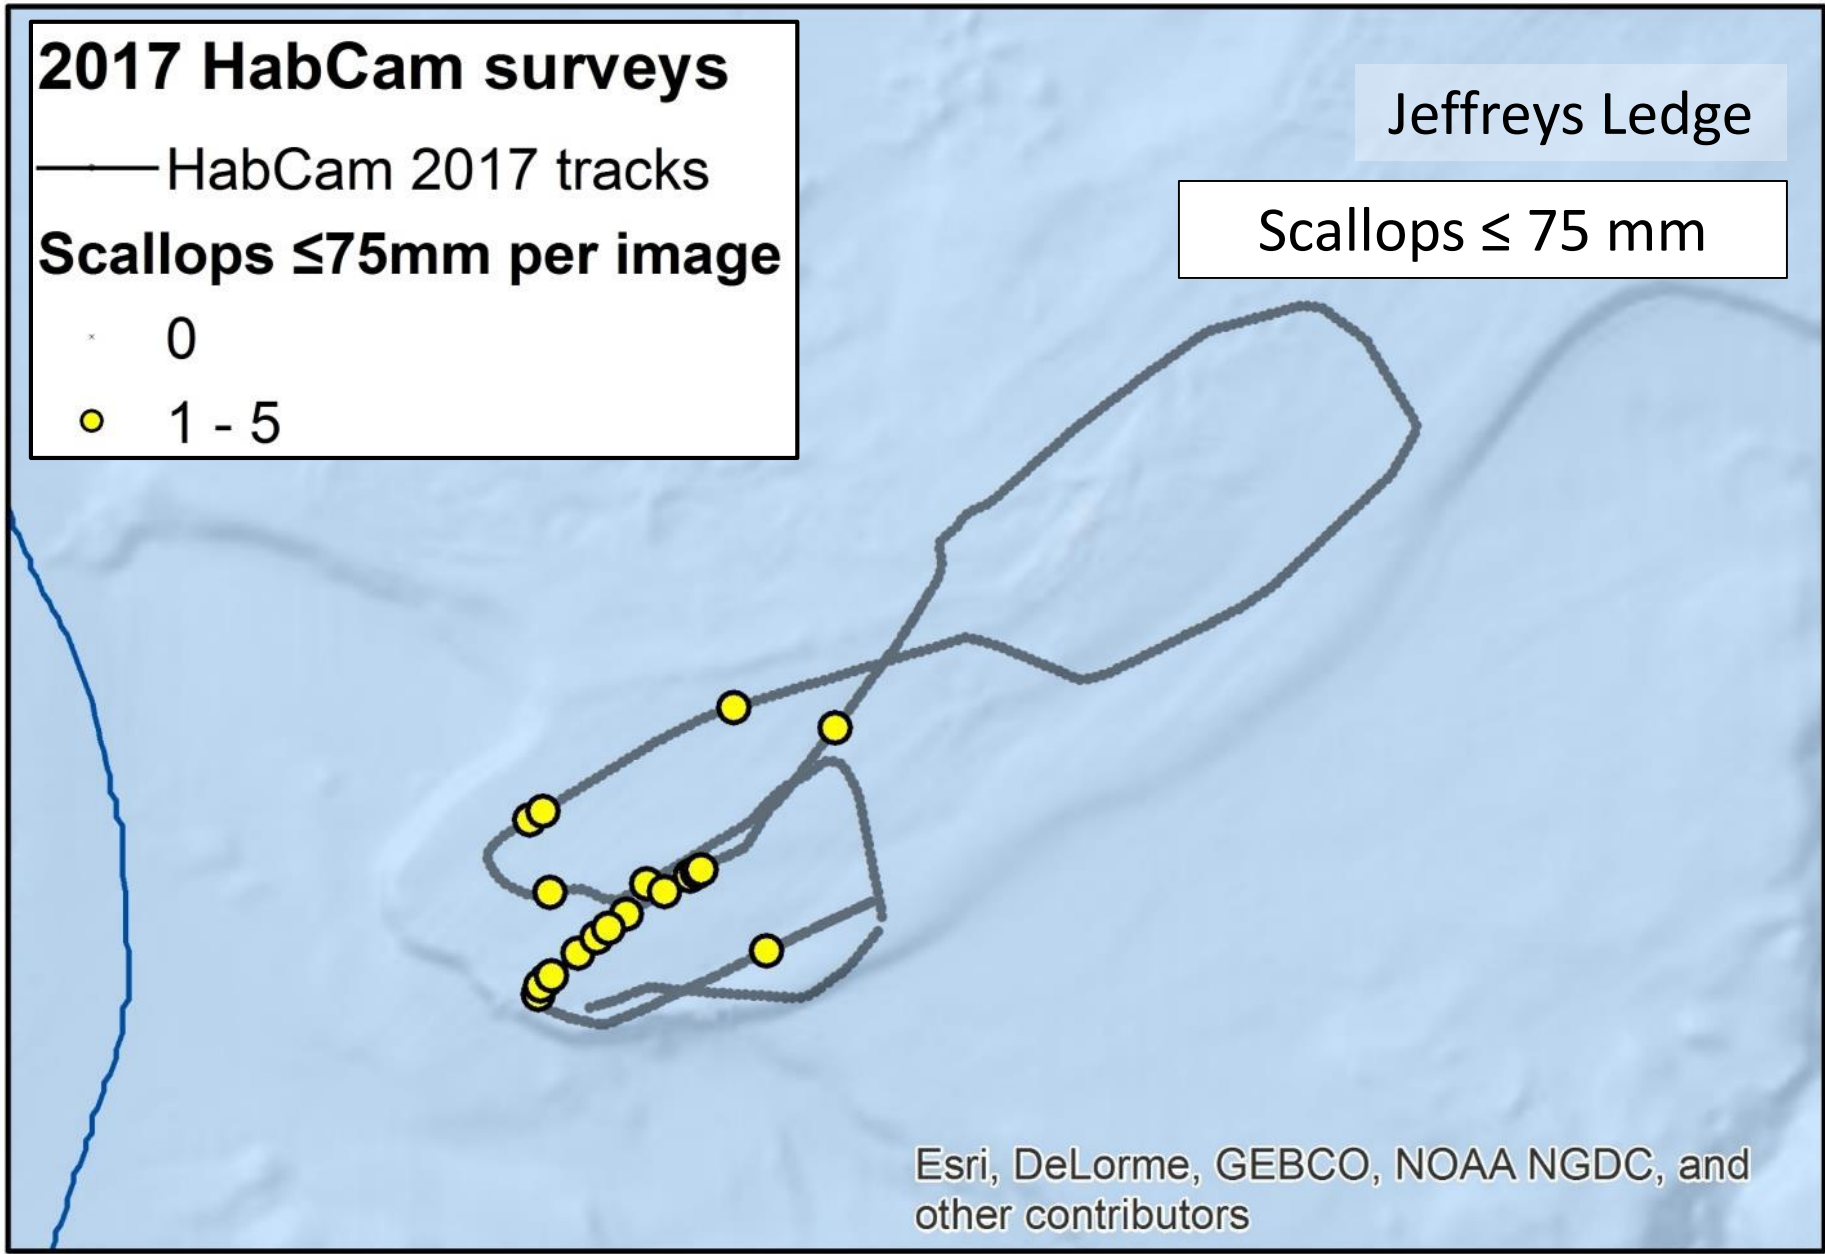 2017 HabCam surveys
HabCam 2017 tracks
Scallops ≤75mm per image
0
1 - 5
Jeffreys Ledge
Scallops ≤ 75 mm
Esri, DeLorme, GEBCO, NOAA NGDC, and
other contributors